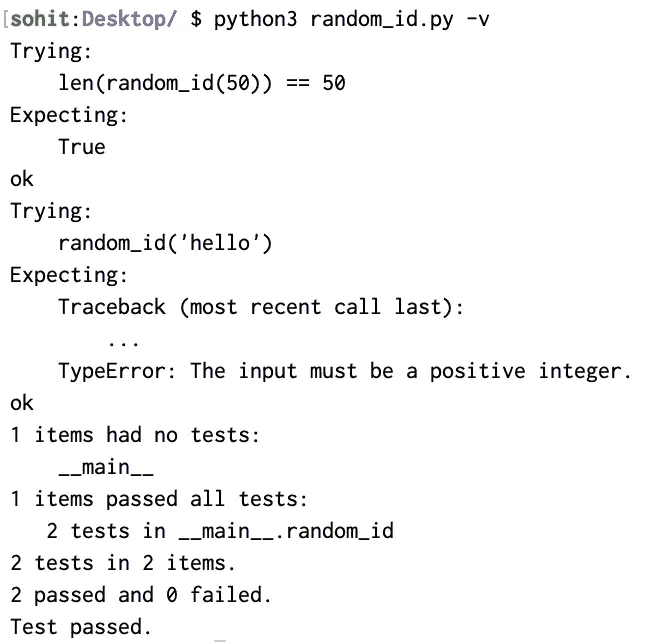 [sohit:Desktop/ $ python3 random_id.py -v
Trying:
    len(random_id(50)) == 50
Expecting:
    True
ok
Trying:
    random_id('hello')
Expecting:
    Traceback (most recent call last):
        ...
    TypeError: The input must be a positive integer.
ok
1 items had no tests:
    __main__
1 items passed all tests:
   2 tests in __main__.random_id
2 tests in 2 items.
2 passed and 0 failed.
Test passed.